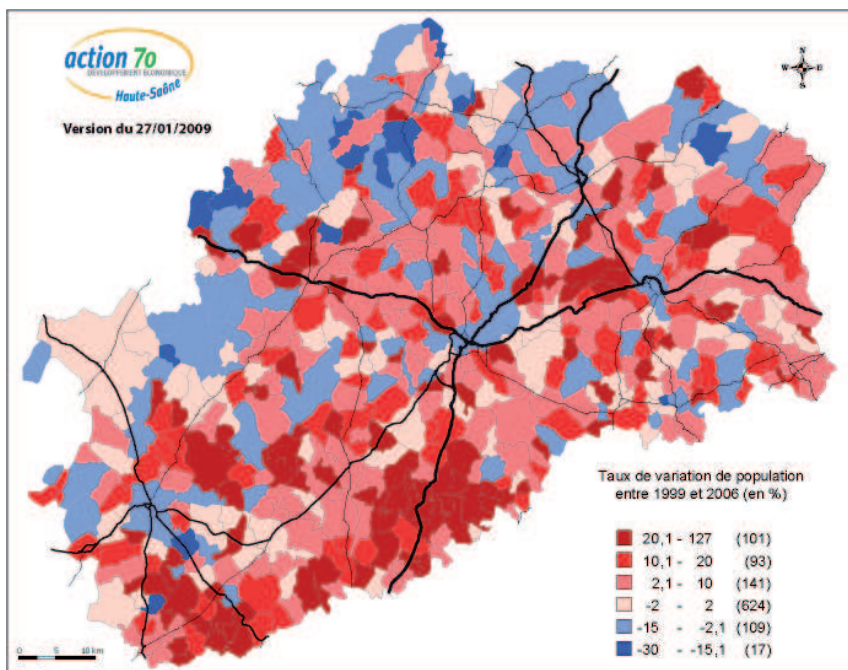 action 70
DÉVELOPPEMENT ÉCONOMIQUE
Haute-Saône
Version du 27/01/2009
N
W E
S
Taux de variation de population
entre 1999 et 2006 (en %)
20,1 - 127 (101)
10,1 - 20 (93)
2,1 - 10 (141)
-2 - 2 (624)
-15 - -2,1 (109)
-30 - -15,1 (17)
0 5 10 km